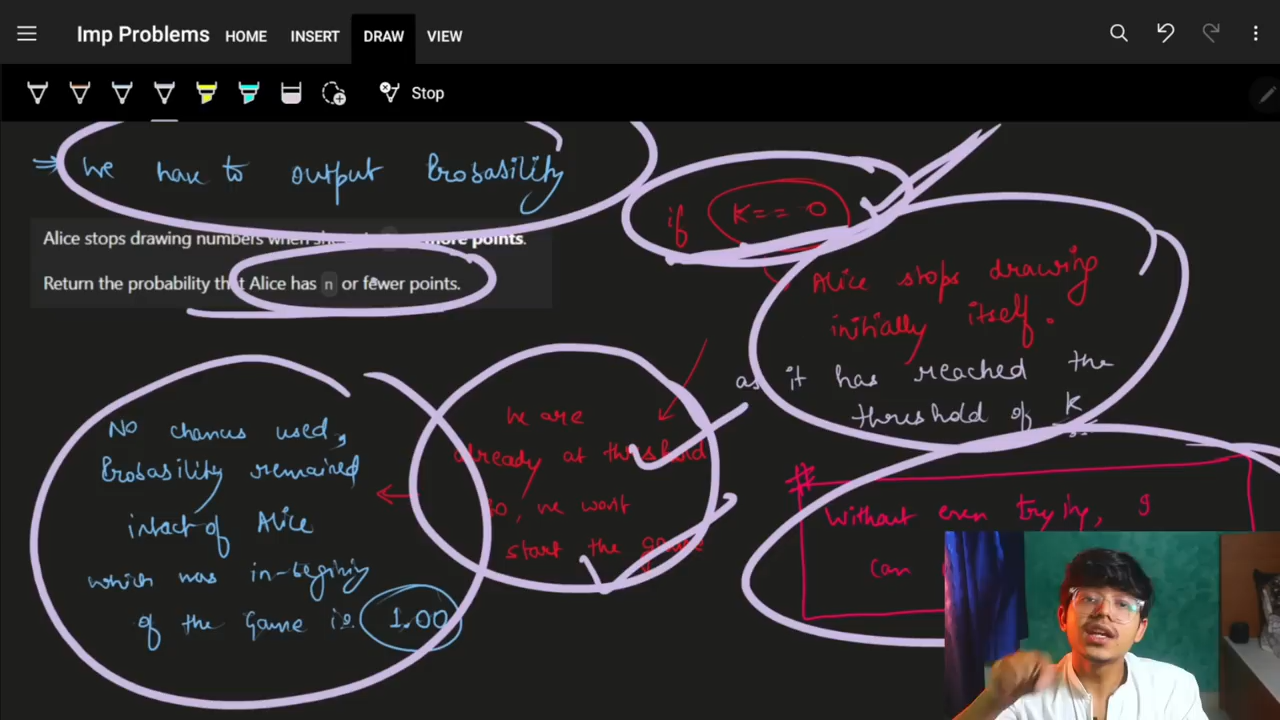 Imp Problems HOME INSERT DRAW VIEW
Stop
⇒ We have to output Probability
Alice stops drawing numbers when she more points.
Return the probability that Alice has n or fewer points.
if K == 0
Alice stops drawing
initially itself.
as it has reached the
threshold of K
We are
already at threshold
so, we wont
start the game
No chances used,
Probability remained
intact of Alice
which was in-begining
of the Game is 1.00
# Without even trying, I
can